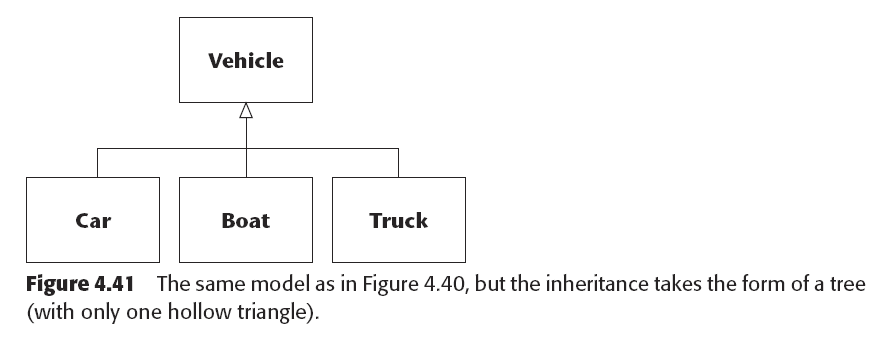 Vehicle
Car Boat Truck
Figure 4.41 The same model as in Figure 4.40, but the inheritance takes the form of a tree
(with only one hollow triangle).